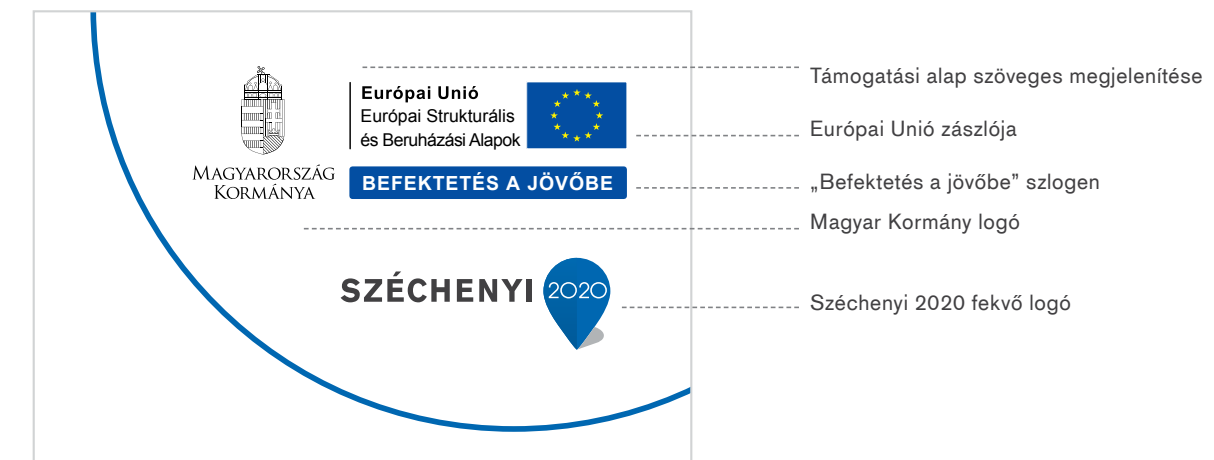 Európai Unió
Európai Strukturális
és Beruházási Alapok
MAGYARORSZÁG
KORMÁNYA
BEFEKTETÉS A JÖVŐBE
SZÉCHENYI 2020
Támogatási alap szöveges megjelenítése
Európai Unió zászlója
„Befektetés a jövőbe” szlogen
Magyar Kormány logó
Széchenyi 2020 fekvő logó